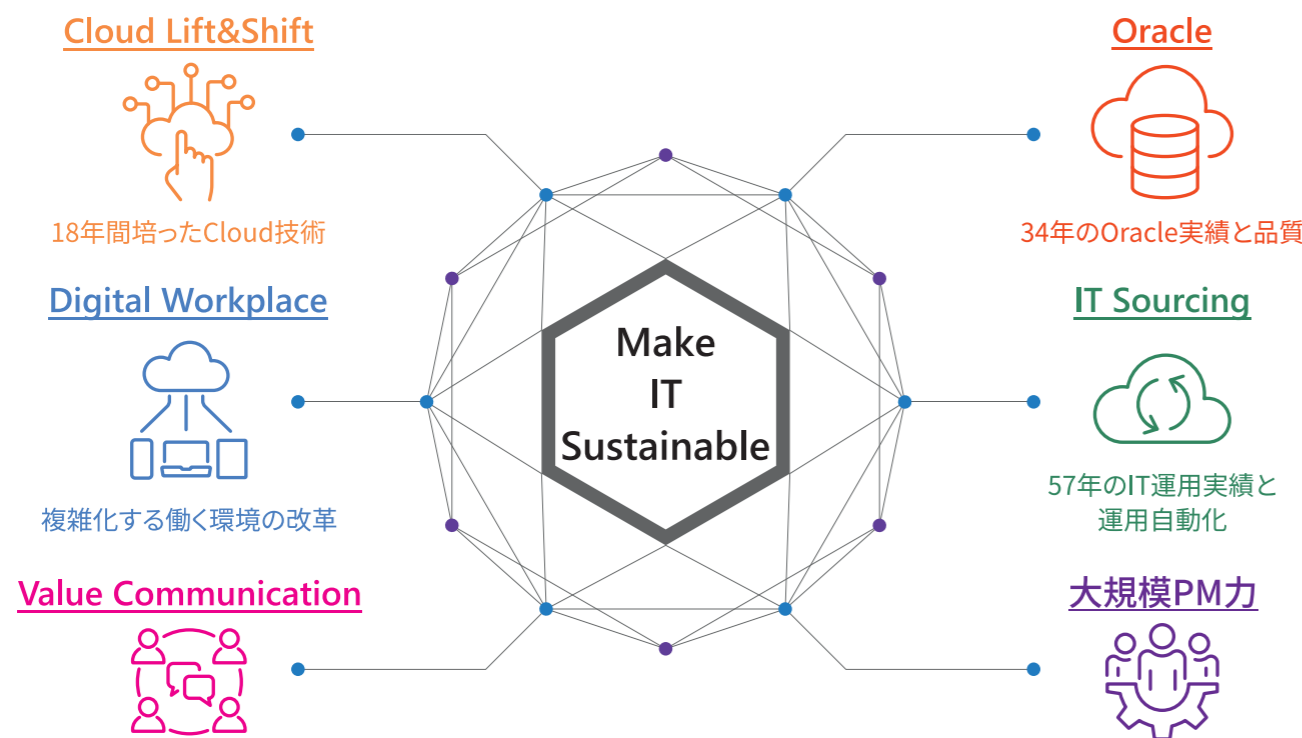 Cloud Lift&Shift
18年間培ったCloud技術
Digital Workplace
複雑化する働く環境の改革
Value Communication
Make
IT
Sustainable
Oracle
34年のOracle実績と品質
IT Sourcing
57年のIT運用実績と
運用自動化
大規模PM力